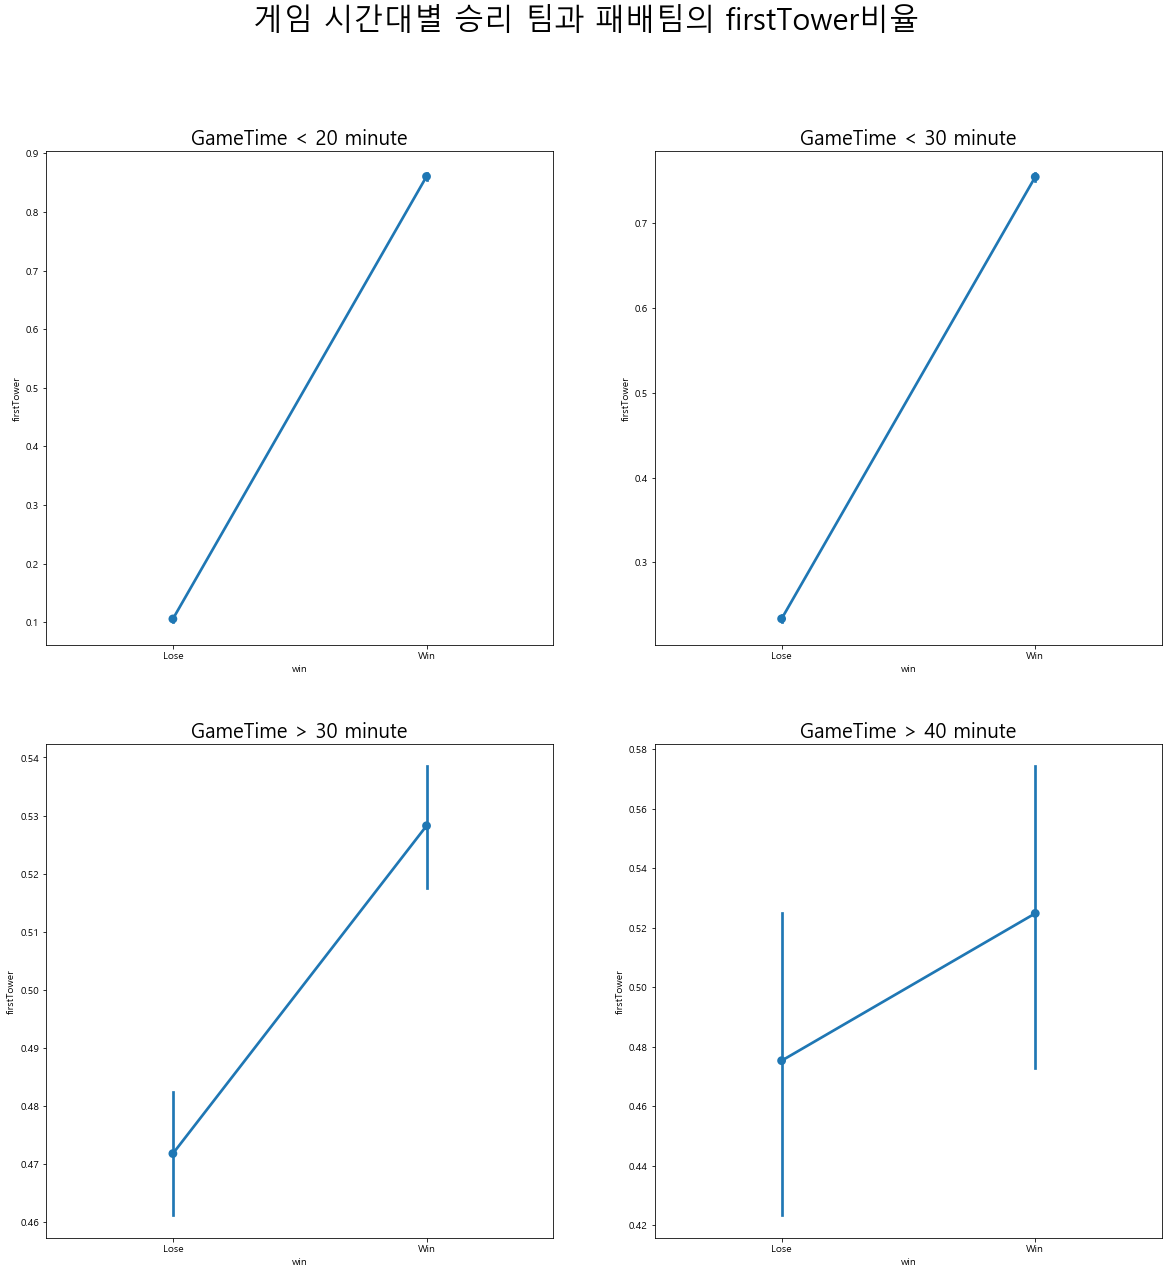 게임 시간대별 승리 팀과 패배팀의 firstTower비율
GameTime < 20 minute
0.9
0.8
0.7
0.6
0.5
0.4
0.3
0.2
0.1
firstTower
Lose Win
win
GameTime < 30 minute
0.7
0.6
0.5
0.4
0.3
firstTower
Lose Win
win
GameTime > 30 minute
0.54
0.53
0.52
0.51
0.50
0.49
0.48
0.47
0.46
firstTower
Lose Win
win
GameTime > 40 minute
0.58
0.56
0.54
0.52
0.50
0.48
0.46
0.44
0.42
firstTower
Lose Win
win